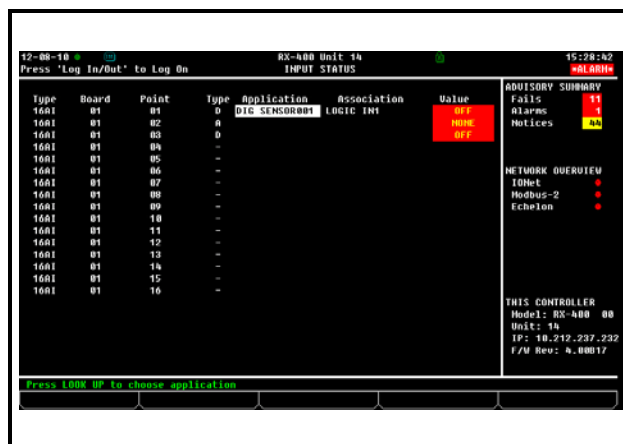 12-08-10 RX-400 Unit 14 15:28:42
Press 'Log In/Out' to Log On INPUT STATUS *ALARM*
ADVISORY SUMMARY
Fails 11
Alarms 1
Notices 44
NETWORK OVERVIEW
IONet
Modbus-2
Echelon
THIS CONTROLLER
Model: RX-400 00
Unit: 14
IP: 10.212.237.232
F/W Rev: 4.00B17
Type Board Point Type Application Association Value
16AI 01 01 D DIG SENSOR001 LOGIC IN1 OFF
16AI 01 02 A NONE
16AI 01 03 D OFF
16AI 01 04 -
16AI 01 05 -
16AI 01 06 -
16AI 01 07 -
16AI 01 08 -
16AI 01 09 -
16AI 01 10 -
16AI 01 11 -
16AI 01 12 -
16AI 01 13 -
16AI 01 14 -
16AI 01 15 -
16AI 01 16 -
Press LOOK UP to choose application